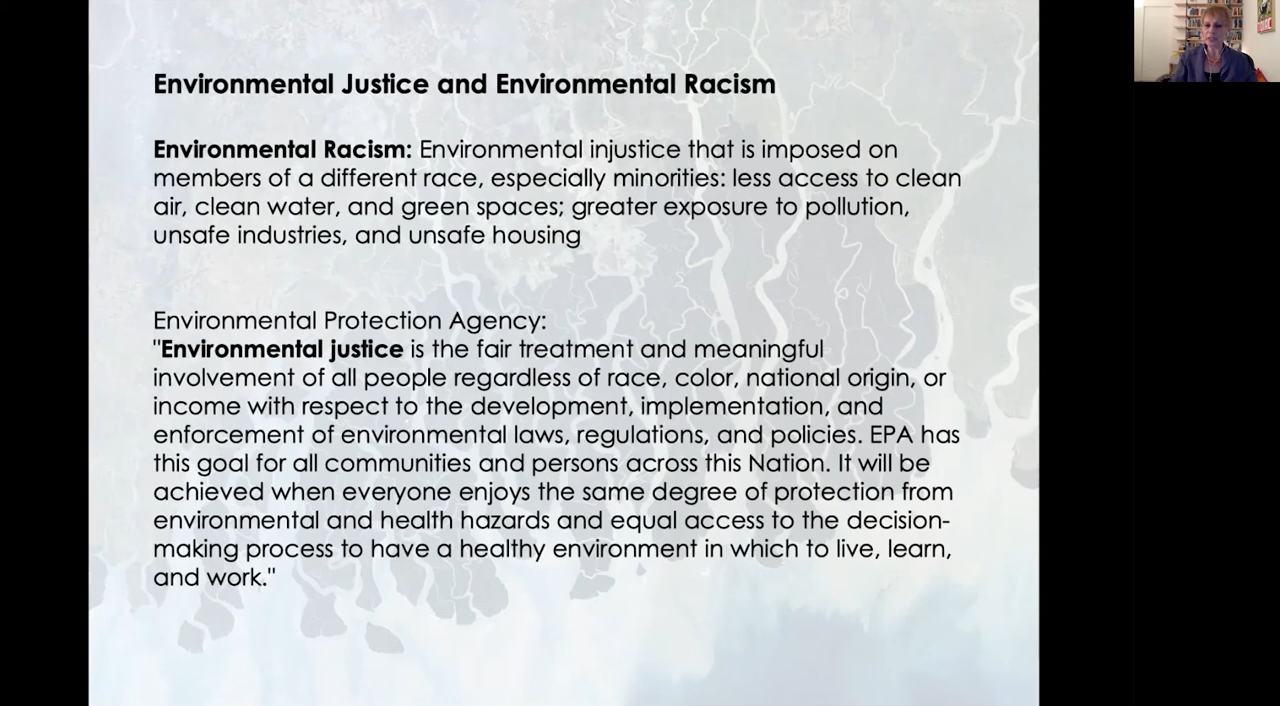 Environmental Justice and Environmental Racism
Environmental Racism: Environmental injustice that is imposed on
members of a different race, especially minorities: less access to clean
air, clean water, and green spaces; greater exposure to pollution,
unsafe industries, and unsafe housing
Environmental Protection Agency:
"Environmental justice is the fair treatment and meaningful
involvement of all people regardless of race, color, national origin, or
income with respect to the development, implementation, and
enforcement of environmental laws, regulations, and policies. EPA has
this goal for all communities and persons across this Nation. It will be
achieved when everyone enjoys the same degree of protection from
environmental and health hazards and equal access to the decision-
making process to have a healthy environment in which to live, learn,
and work."